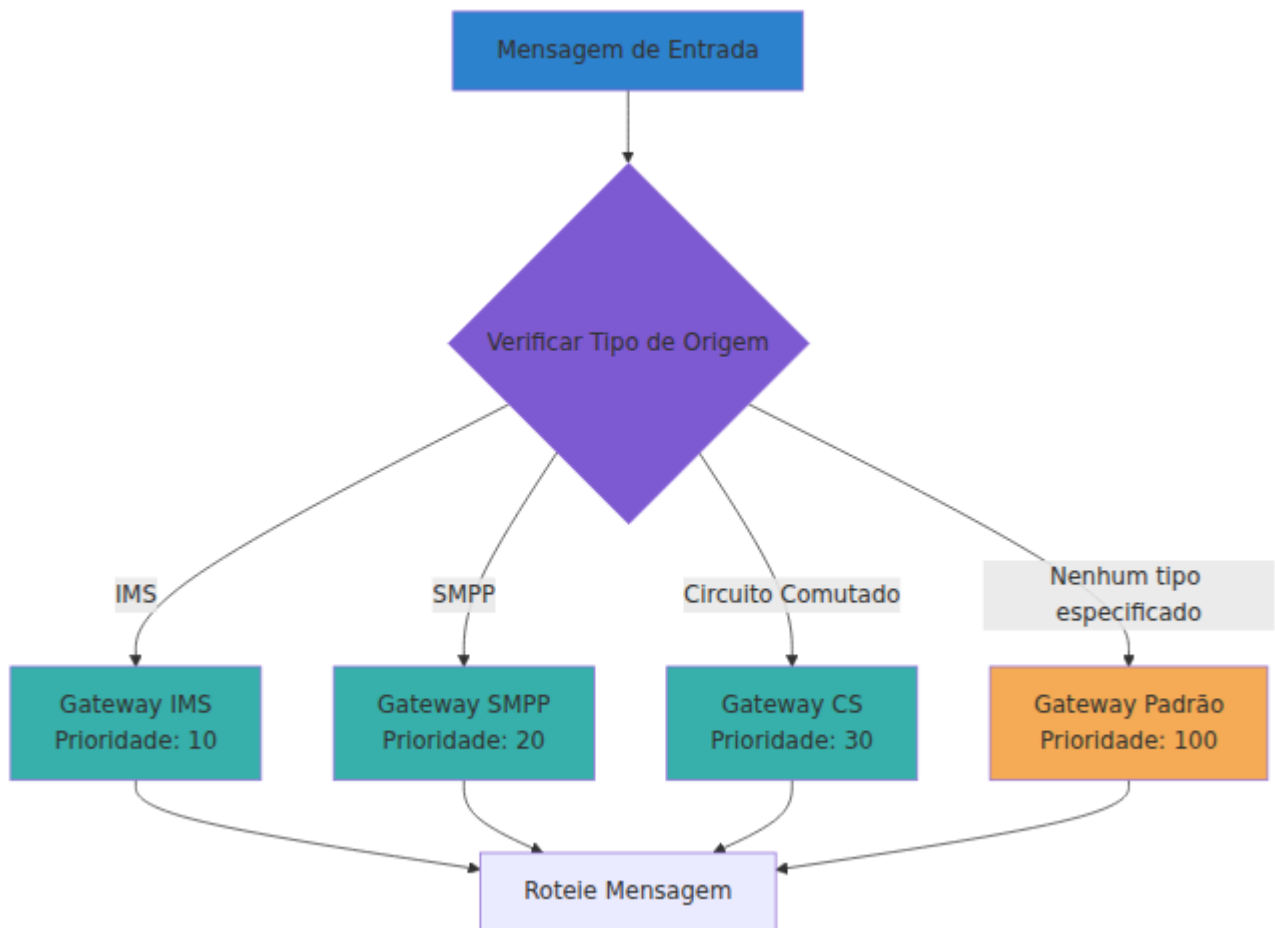 Mensagem de Entrada
Verificar Tipo de Origem
IMS
SMPP
Circuito Comutado
Nenhum tipo
especificado
Gateway IMS
Prioridade: 10
Gateway SMPP
Prioridade: 20
Gateway CS
Prioridade: 30
Gateway Padrão
Prioridade: 100
Roteie Mensagem